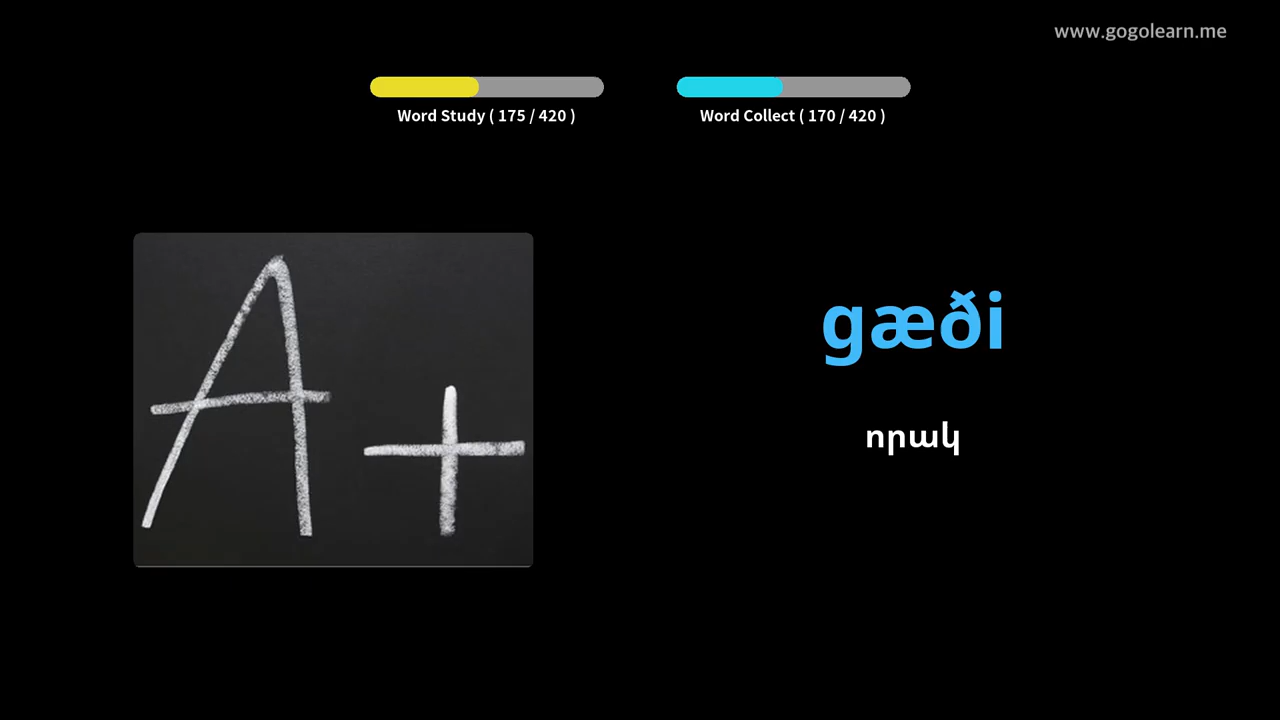 www.gogolearn.me
Word Study ( 175 / 420 )
Word Collect ( 170 / 420 )
A+
gæði
որակ